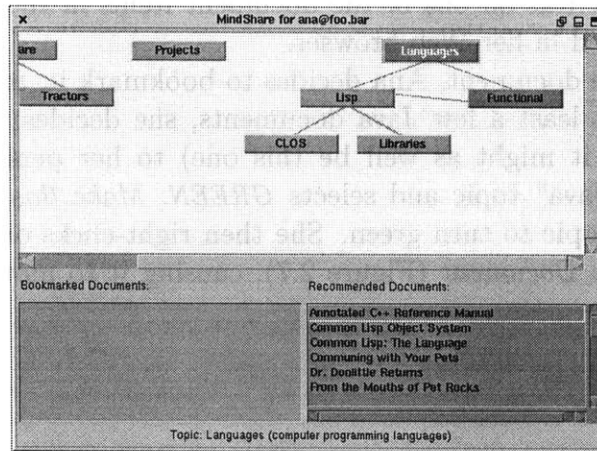 MindShare for ana@foo.bar
are
Projects
Languages
Tractors
Lisp
Functional
CLOS
Libraries
Bookmarked Documents:
Recommended Documents:
Annotated C++ Reference Manual
Common Lisp Object System
Common Lisp: The Language
Communing with Your Pets
Dr. Doolittle Returns
From the Mouths of Pet Rocks
Topic: Languages (computer programming languages)